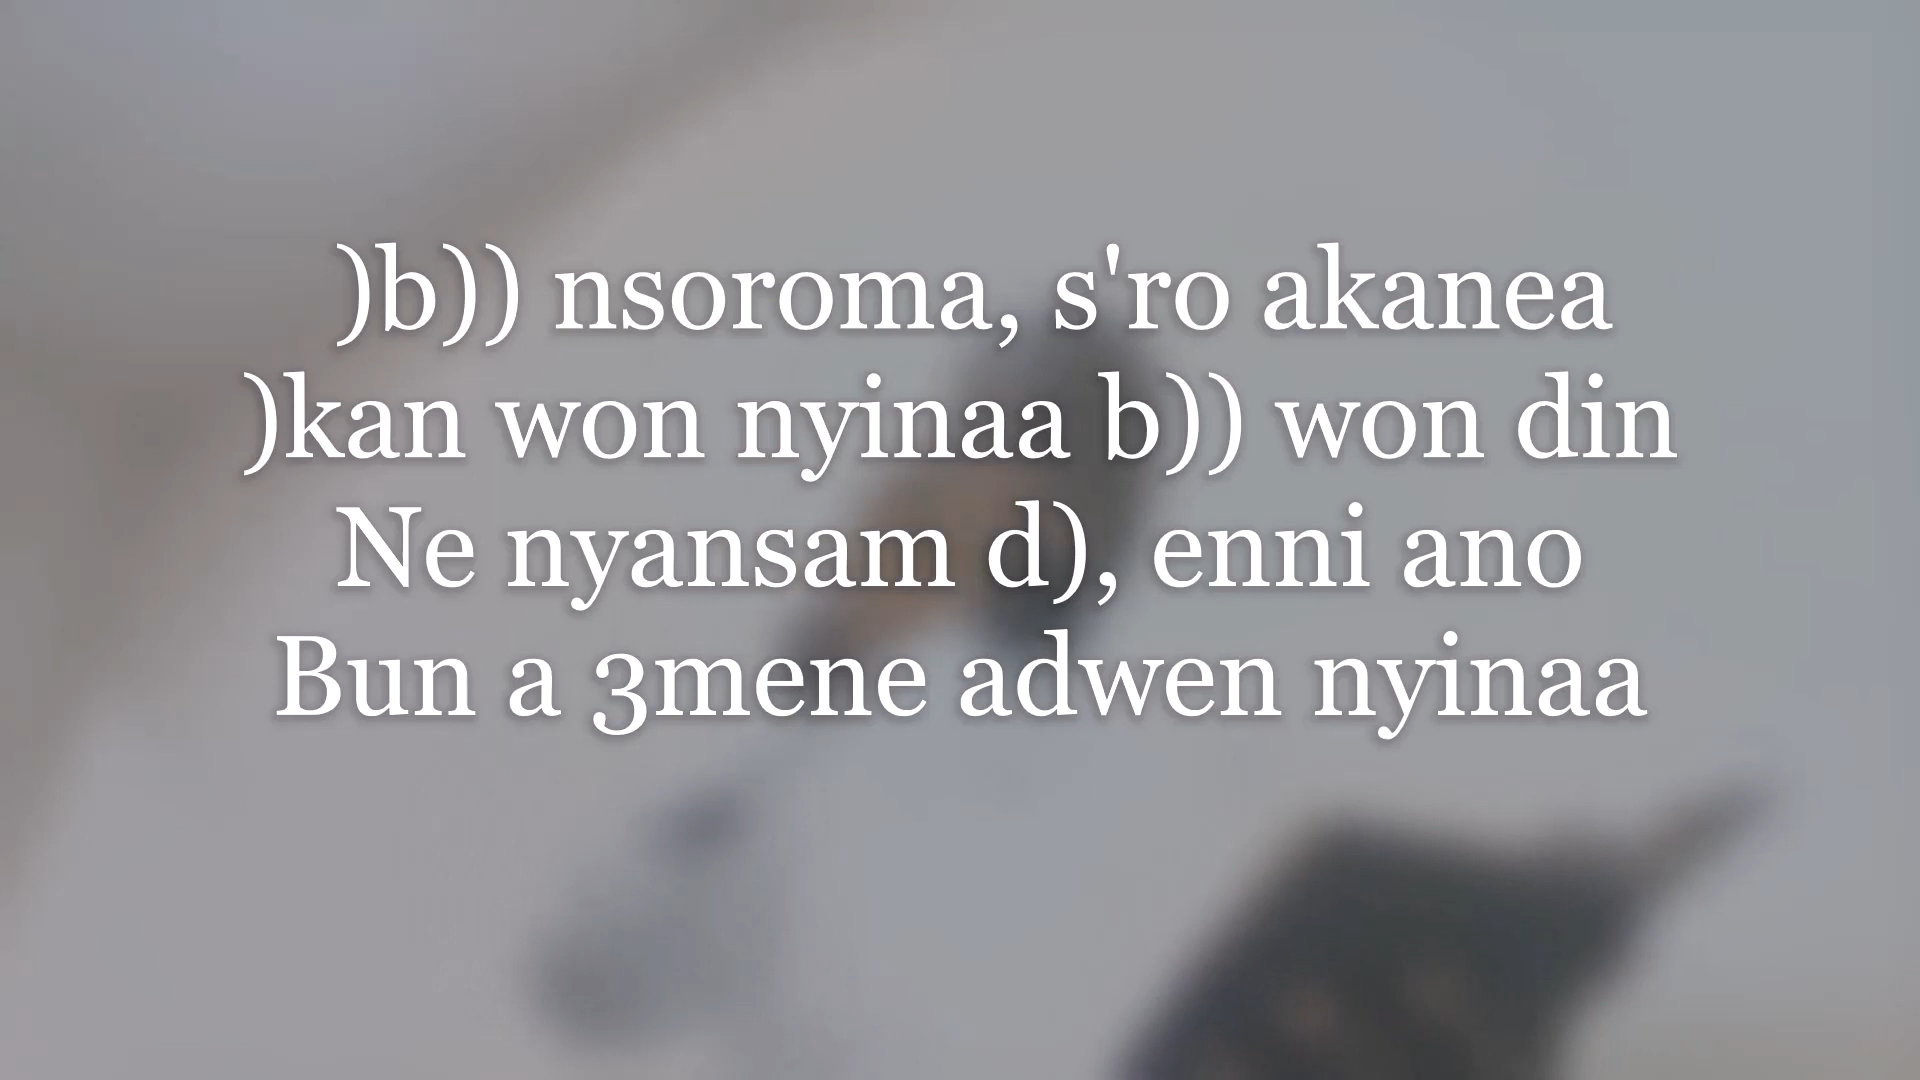 )b)) nsoroma, s'ro akanea
)kan won nyinaa b)) won din
Ne nyansam d), enni ano
Bun a 3mene adwen nyinaa